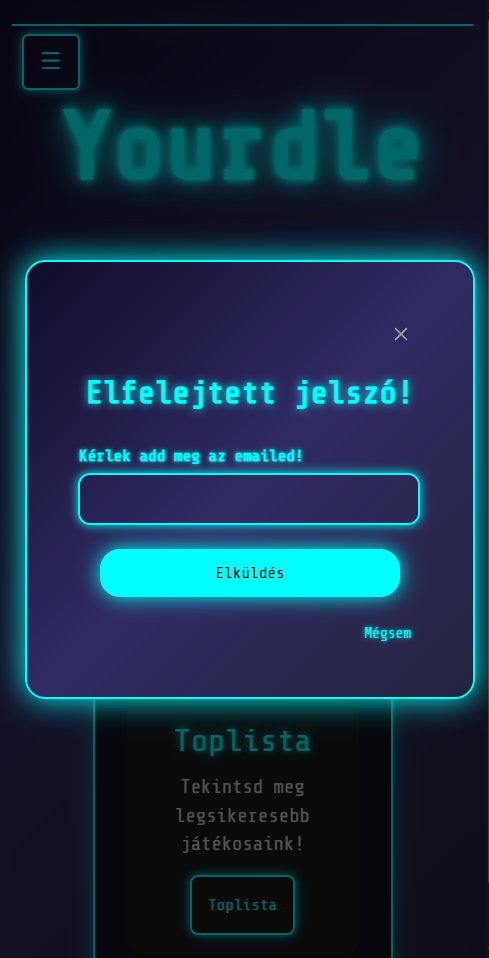 Yourdle
Elfelejtett jelszó!
Kérlek add meg az emailed!
Elküldés
Mégsem
Toplista
Tekintsd meg
legsikeresebb
játékosaink!
Toplista